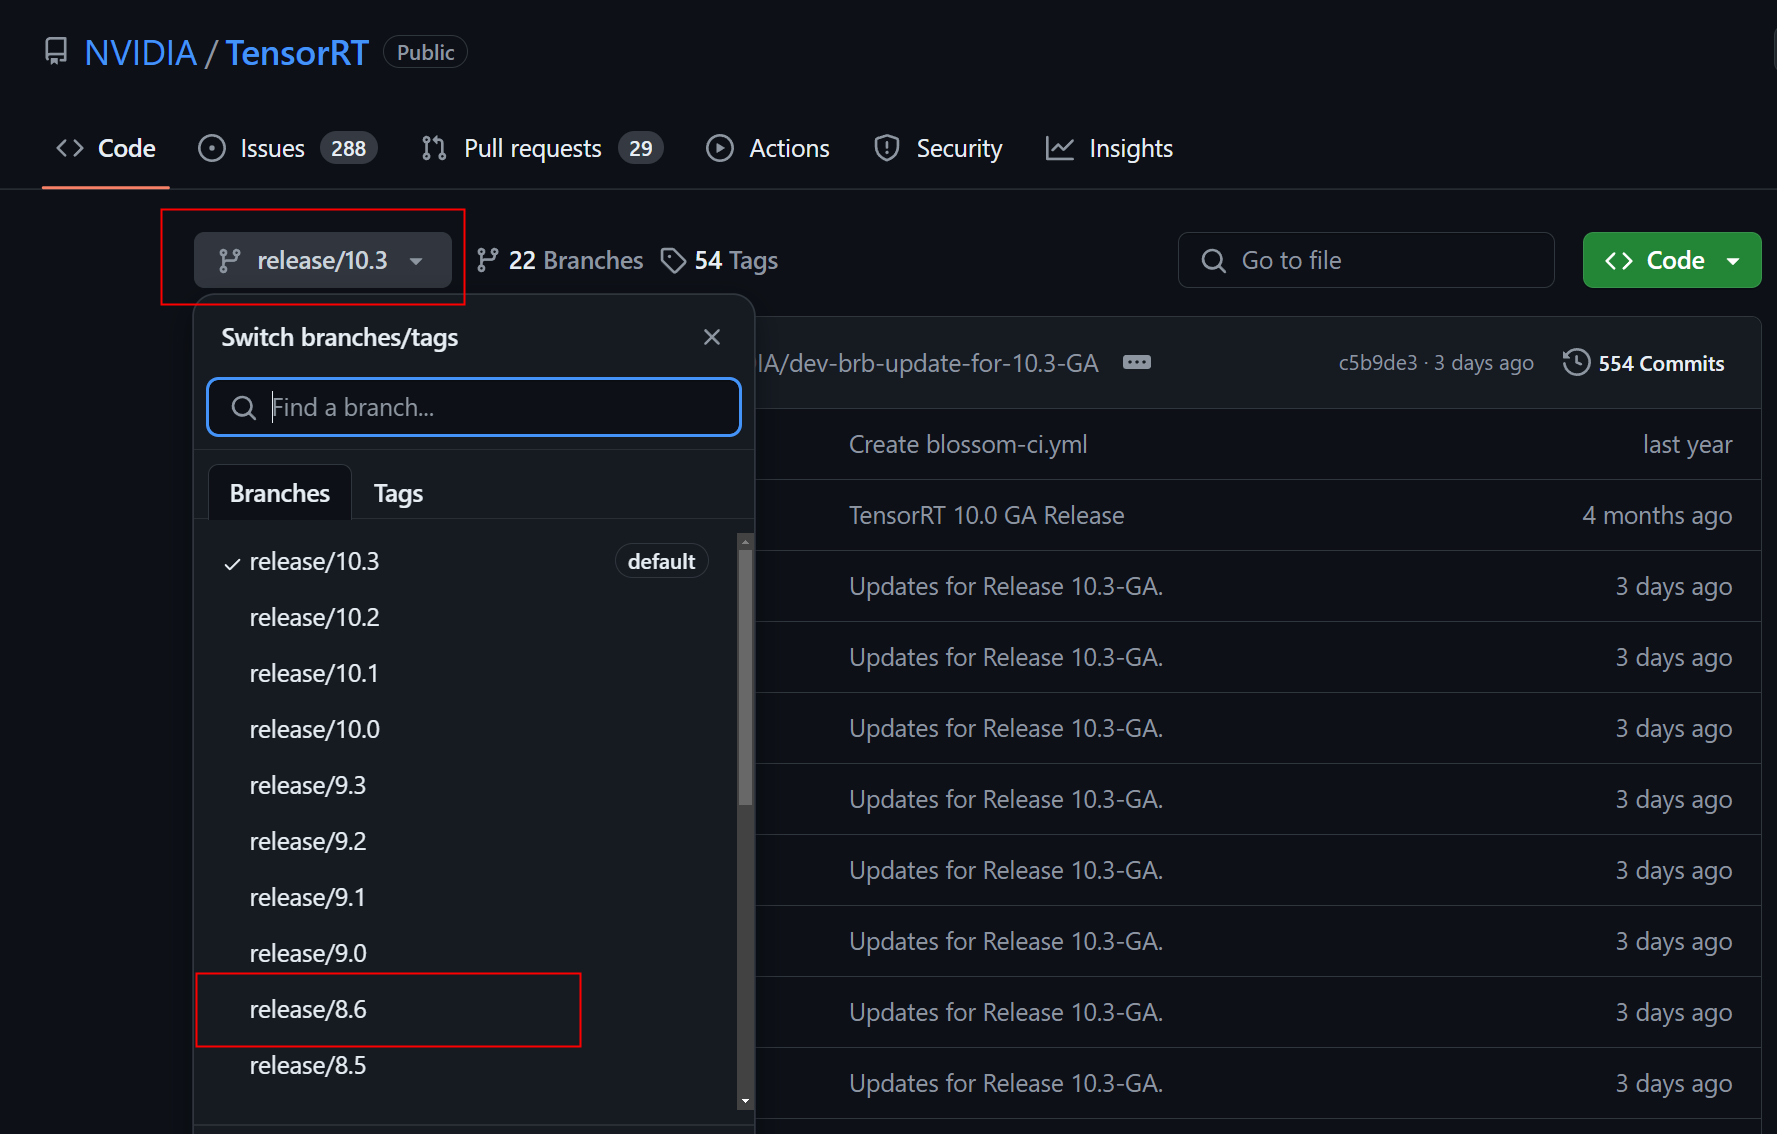 NVIDIA / TensorRT Public
Code Issues 288 Pull requests 29 Actions Security Insights
release/10.3 22 Branches 54 Tags Go to file Code
Switch branches/tags
IA/dev-brb-update-for-10.3-GA c5b9de3 · 3 days ago 554 Commits
Find a branch...
Create blossom-ci.yml last year
Branches Tags
TensorRT 10.0 GA Release 4 months ago
release/10.3 default
Updates for Release 10.3-GA. 3 days ago
release/10.2
Updates for Release 10.3-GA. 3 days ago
release/10.1
Updates for Release 10.3-GA. 3 days ago
release/10.0
Updates for Release 10.3-GA. 3 days ago
release/9.3
Updates for Release 10.3-GA. 3 days ago
release/9.2
Updates for Release 10.3-GA. 3 days ago
release/9.1
Updates for Release 10.3-GA. 3 days ago
release/9.0
Updates for Release 10.3-GA. 3 days ago
release/8.6
release/8.5